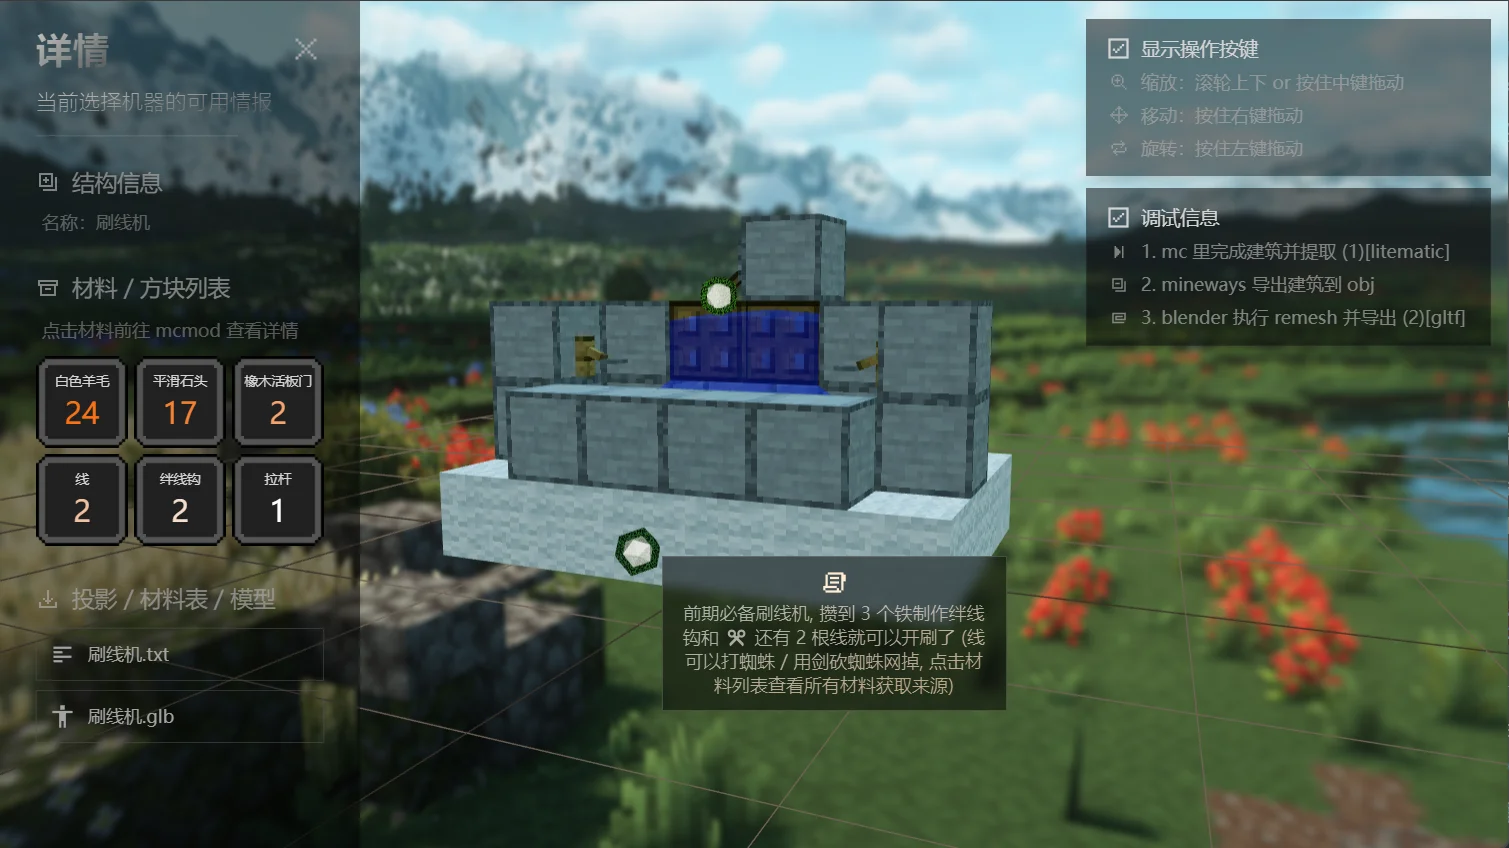 详情
当前选择机器的可用情报
结构信息
名称：刷线机
材料 / 方块列表
点击材料前往 mcmod 查看详情
白色羊毛
24
平滑石头
17
橡木活板门
2
线
2
绊线钩
2
拉杆
1
投影 / 材料表 / 模型
刷线机.txt
刷线机.glb
前期必备刷线机, 攒到 3 个铁制作绊线
钩和 还有 2 根线就可以开刷了 (线
可以打蜘蛛 / 用剑砍蜘蛛网掉, 点击材
料列表查看所有材料获取来源)
显示操作按键
缩放：滚轮上下 or 按住中键拖动
移动：按住右键拖动
旋转：按住左键拖动
调试信息
1. mc 里完成建筑并提取 (1)[litematic]
2. mineways 导出建筑到 obj
3. blender 执行 remesh 并导出 (2)[gltf]